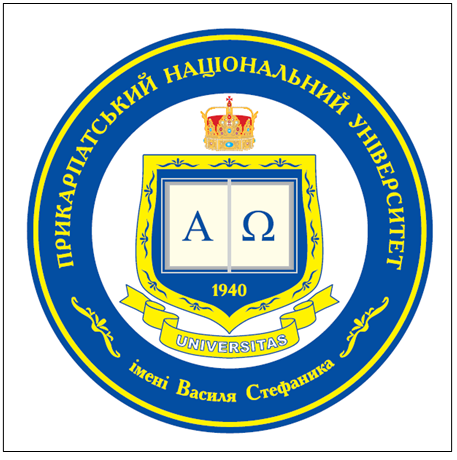 ПРИКАРПАТСЬКИЙ НАЦІОНАЛЬНИЙ УНІВЕРСИТЕТ
Α Ω
1940
UNIVERSITAS
імені Василя Стефаника